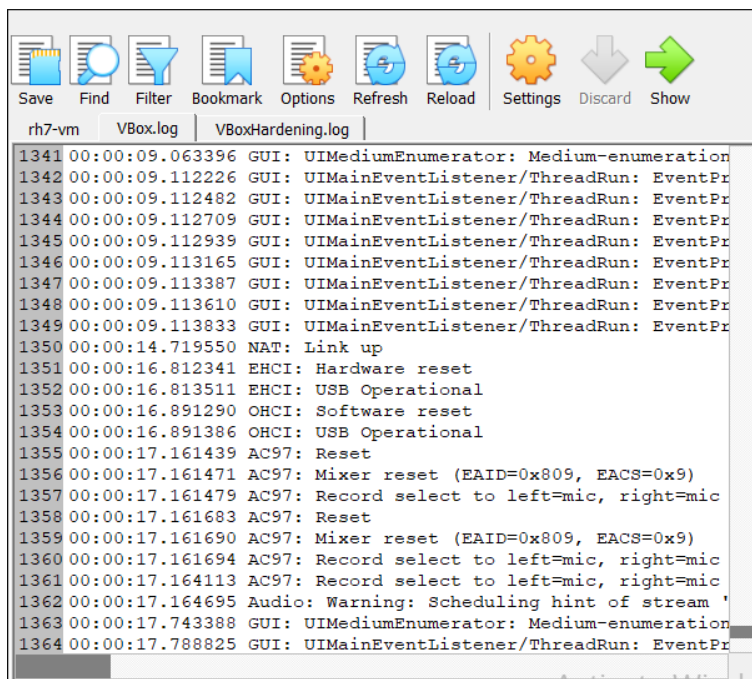 Save Find Filter Bookmark Options Refresh Reload Settings Discard Show
rh7-vm VBox.log VBoxHardening.log
1341 00:00:09.063396 GUI: UIMediumEnumerator: Medium-enumeration
1342 00:00:09.112226 GUI: UIMainEventListener/ThreadRun: EventPr
1343 00:00:09.112482 GUI: UIMainEventListener/ThreadRun: EventPr
1344 00:00:09.112709 GUI: UIMainEventListener/ThreadRun: EventPr
1345 00:00:09.112939 GUI: UIMainEventListener/ThreadRun: EventPr
1346 00:00:09.113165 GUI: UIMainEventListener/ThreadRun: EventPr
1347 00:00:09.113387 GUI: UIMainEventListener/ThreadRun: EventPr
1348 00:00:09.113610 GUI: UIMainEventListener/ThreadRun: EventPr
1349 00:00:09.113833 GUI: UIMainEventListener/ThreadRun: EventPr
1350 00:00:14.719550 NAT: Link up
1351 00:00:16.812341 EHCI: Hardware reset
1352 00:00:16.813511 EHCI: USB Operational
1353 00:00:16.891290 OHCI: Software reset
1354 00:00:16.891386 OHCI: USB Operational
1355 00:00:17.161439 AC97: Reset
1356 00:00:17.161471 AC97: Mixer reset (EAID=0x809, EACS=0x9)
1357 00:00:17.161479 AC97: Record select to left=mic, right=mic
1358 00:00:17.161683 AC97: Reset
1359 00:00:17.161690 AC97: Mixer reset (EAID=0x809, EACS=0x9)
1360 00:00:17.161694 AC97: Record select to left=mic, right=mic
1361 00:00:17.164113 AC97: Record select to left=mic, right=mic
1362 00:00:17.164695 Audio: Warning: Scheduling hint of stream '
1363 00:00:17.743388 GUI: UIMediumEnumerator: Medium-enumeration
1364 00:00:17.788825 GUI: UIMainEventListener/ThreadRun: EventPr